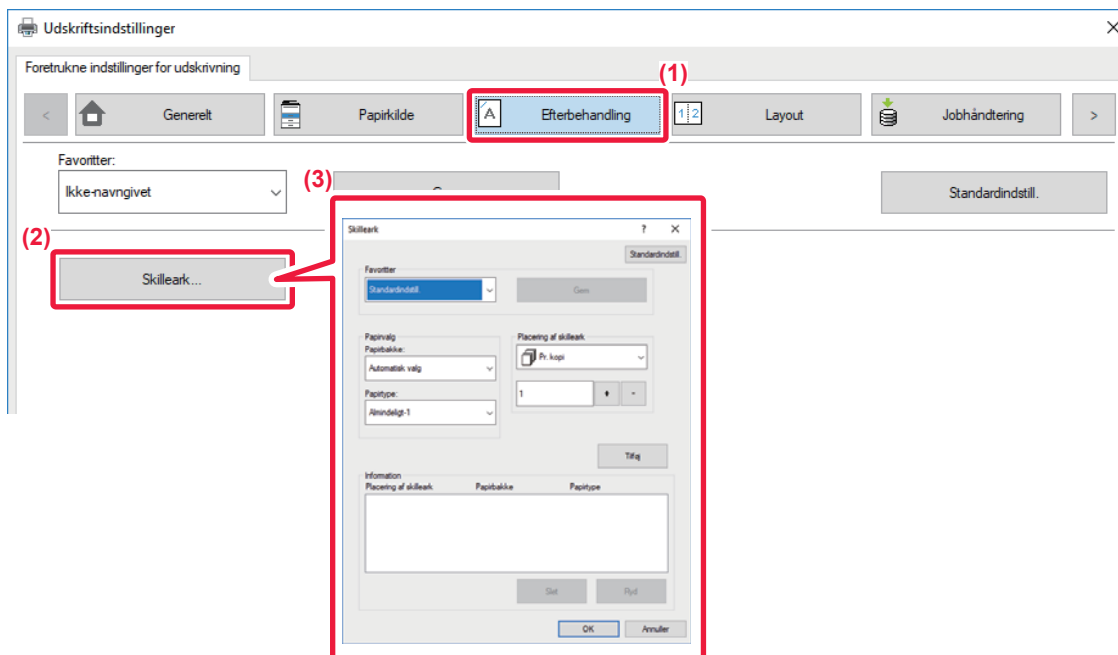 Udskriftsindstillinger
Foretrukne indstillinger for udskrivning
(1)
< Generelt Papirkilde Efterbehandling Layout Jobhåndtering >
Favoritter:
Ikke-navngivet
(3)
Standardindstill.
(2)
Skilleark...
Skilleark ? ×
Standardindstill.
Favoritter
Standardindstill.
Gem
Papirvalg
Papirbakke:
Automatisk valg
Papirtype:
Almindeligt-1
Placering af skilleark
Pr. kopi
1 + -
Tilføj
Information
Placering af skilleark Papirbakke Papirtype
Slet Ryd
OK Annuller